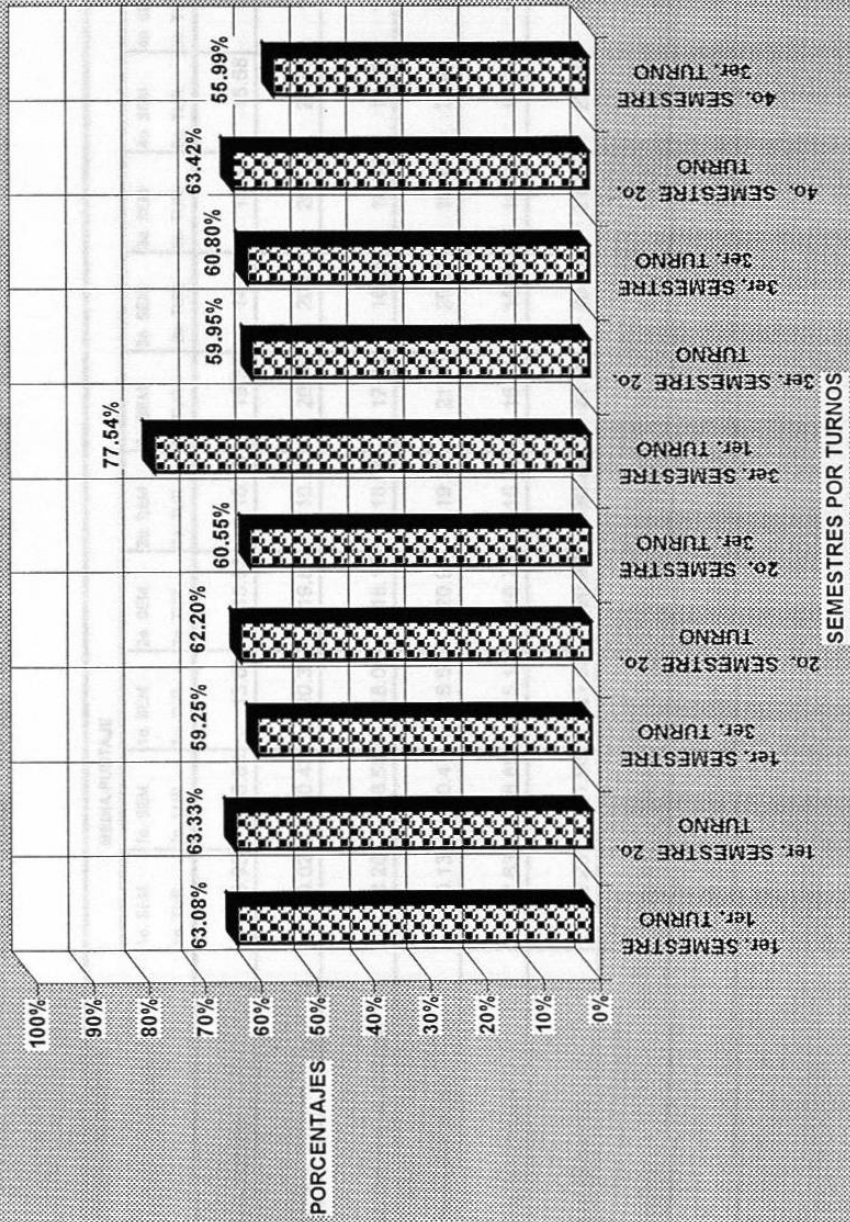 100%
90%
80%
70%
60%
50%
40%
30%
20%
10%
0%
PORCENTAJES
63.08%
63.33%
59.25%
62.20%
60.55%
77.54%
59.95%
60.80%
63.42%
55.99%
1er. SEMESTRE
1er. TURNO
1er. SEMESTRE 2o.
TURNO
1er. SEMESTRE
3er. TURNO
2o. SEMESTRE 2o.
TURNO
2o. SEMESTRE
3er. TURNO
3er. SEMESTRE
1er. TURNO
3er. SEMESTRE 2o.
TURNO
3er. SEMESTRE
3er. TURNO
4o. SEMESTRE 2o.
TURNO
4o. SEMESTRE
3er. TURNO
SEMESTRES POR TURNOS